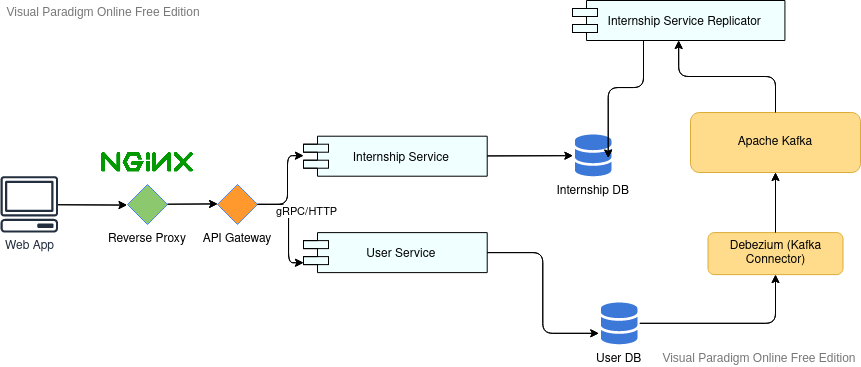 Visual Paradigm Online Free Edition
Internship Service Replicator
NGiNX
Internship Service
Apache Kafka
Internship DB
Web App
Reverse Proxy
API Gateway
gRPC/HTTP
User Service
Debezium (Kafka
Connector)
User DB
Visual Paradigm Online Free Edition